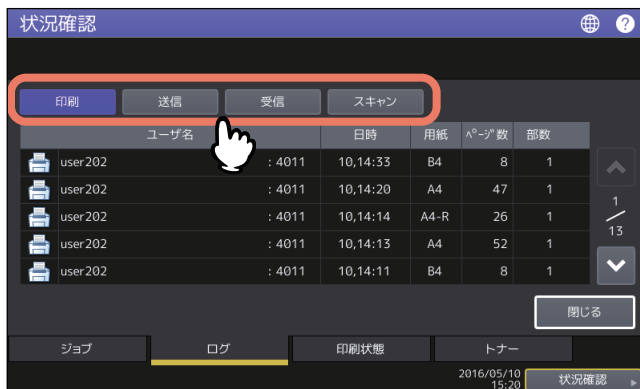 状況確認
?
印刷 送信 受信 スキャン
ユーザ名 日時 用紙 ページ数 部数
user202 : 4011 10,14:33 B4 8 1
user202 : 4011 10,14:20 A4 47 1
user202 : 4011 10,14:14 A4-R 26 1
user202 : 4011 10,14:13 A4 52 1
user202 : 4011 10,14:11 B4 8 1
1
13
閉じる
ジョブ ログ 印刷状態 トナー
2016/05/10
15:20 状況確認